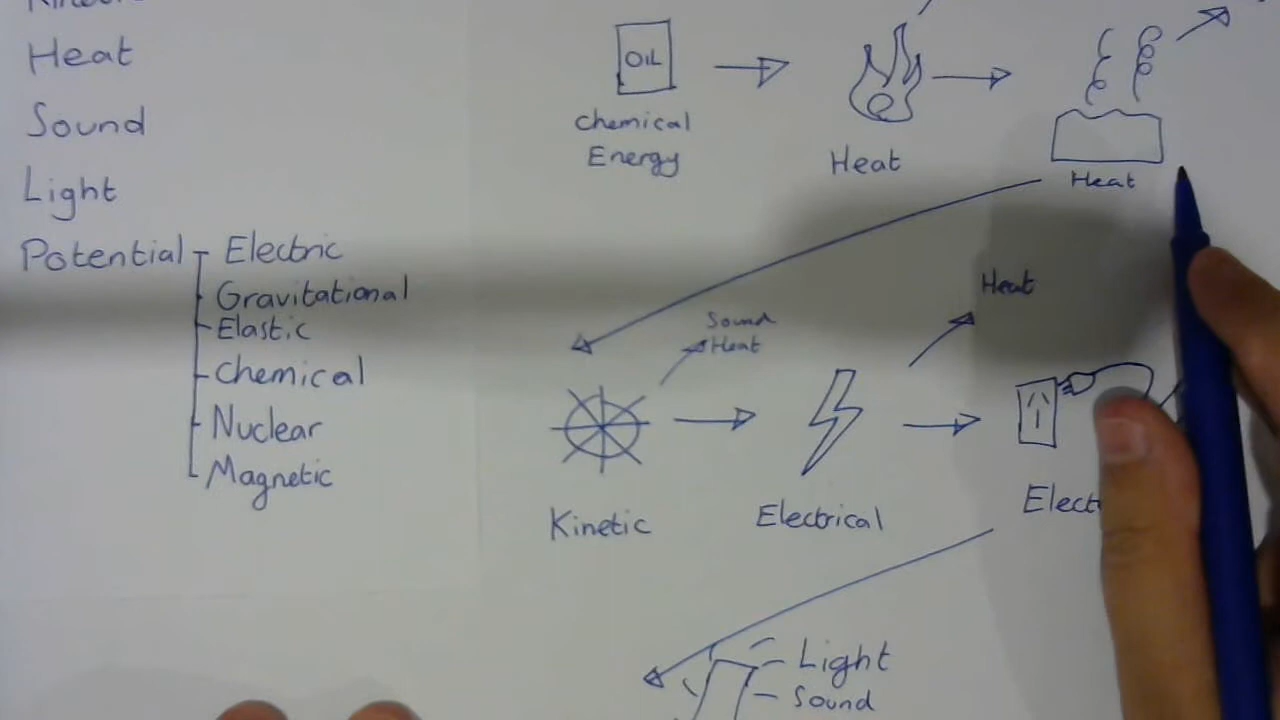 Heat
Sound
Light
Potential
Electric
Gravitational
Elastic
Chemical
Nuclear
Magnetic
OIL
Chemical
Energy
Heat
Heat
Sound
Heat
Heat
Kinetic
Electrical
Elect
Light
Sound